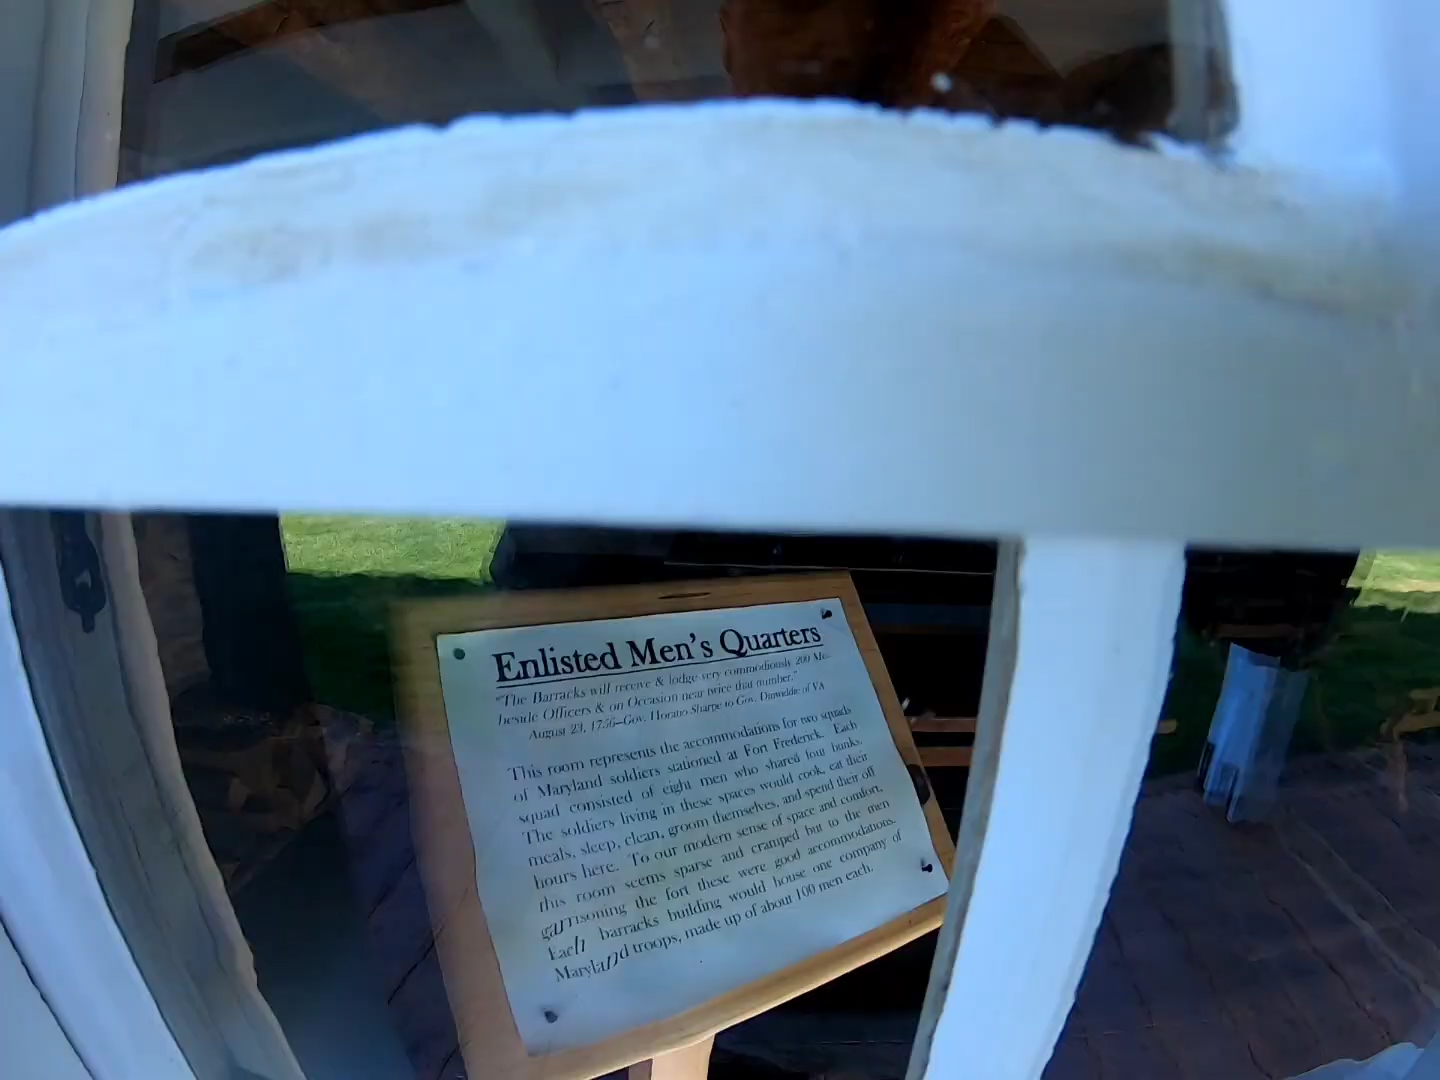 Enlisted Men's Quarters
"The Barracks will receive & lodge very commodiously 200 Me-
beside Officers & on Occasion near twice that number."
August 23, 1756–Gov. Horatio Sharpe to Gov. Dinwiddie of VA
This room represents the accommodations for two squads
of Maryland soldiers stationed at Fort Frederick. Each
squad consisted of eight men who shared four bunks.
The soldiers living in these spaces would cook, eat their
meals, sleep, clean, groom themselves, and spend their off
hours here. To our modern sense of space and comfort,
this room seems sparse and cramped but to the men
garrisoning the fort these were good accommodations.
Each barracks building would house one company of
Maryland troops, made up of about 100 men each.